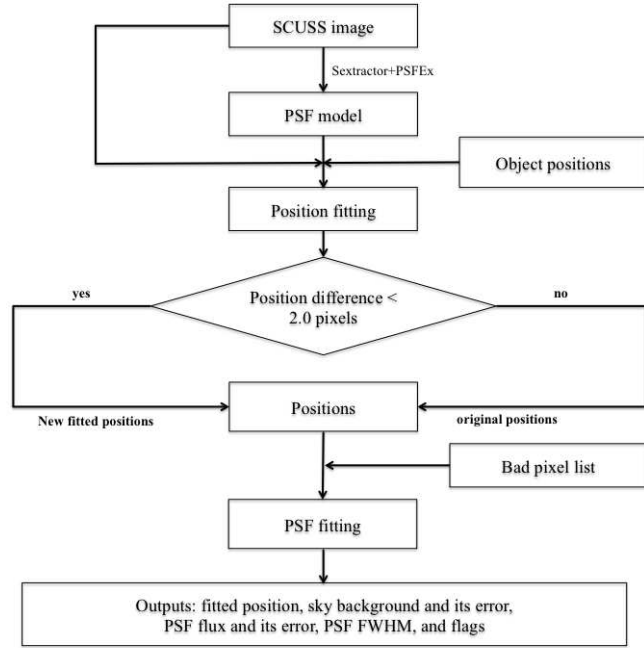 SCUSS image
Sextractor+PSFEx
PSF model
Object positions
Position fitting
yes
Position difference <
2.0 pixels
no
New fitted positions
Positions
original positions
Bad pixel list
PSF fitting
Outputs: fitted position, sky background and its error,
PSF flux and its error, PSF FWHM, and flags